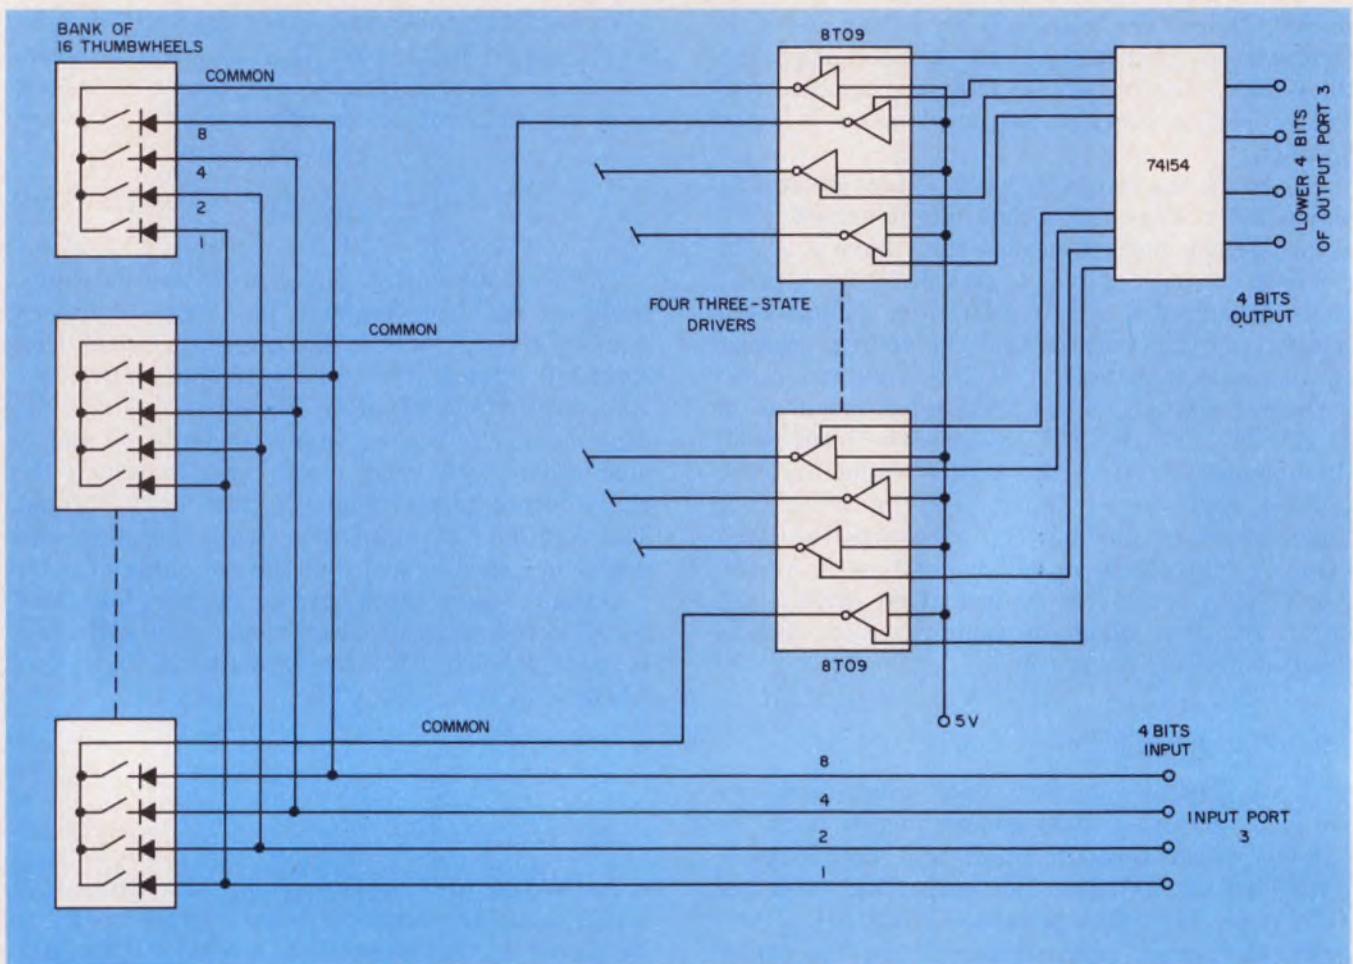 BANK OF
16 THUMBWHEELS
COMMON
8
4
2
1
COMMON
COMMON
8T09
FOUR THREE-STATE
DRIVERS
8T09
5V
74154
LOWER 4 BITS
OF OUTPUT PORT 3
4 BITS
OUTPUT
4 BITS
INPUT
8
4
2
1
INPUT PORT
3